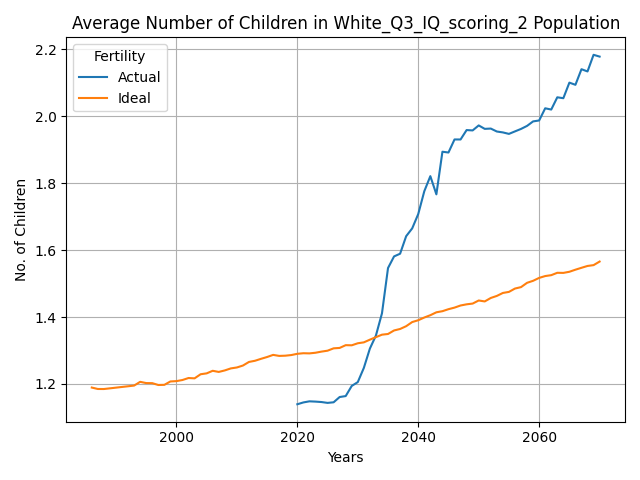 Average Number of Children in White_Q3_IQ_scoring_2 Population
Fertility
Actual
Ideal
2.2
2.0
1.8
1.6
1.4
1.2
No. of Children
2000
2020
2040
2060
Years